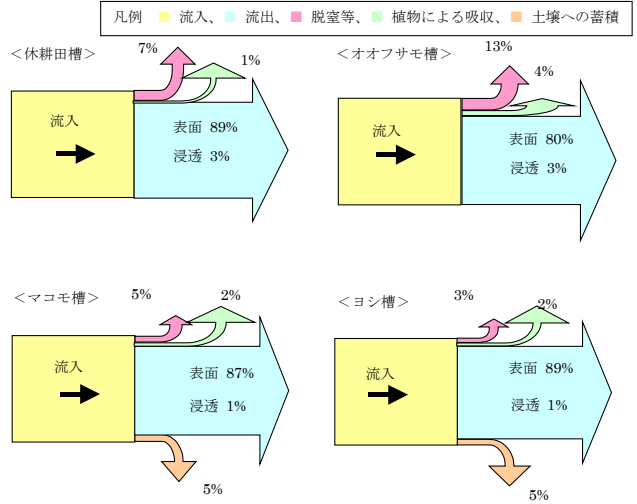 凡例 流入、 流出、 脱窒等、 植物による吸収、 土壌への蓄積
＜休耕田槽＞
7%
1%
流入
表面 89%
浸透 3%
＜オオフサモ槽＞
13%
4%
流入
表面 80%
浸透 3%
＜マコモ槽＞
5%
2%
流入
表面 87%
浸透 1%
5%
＜ヨシ槽＞
3%
2%
流入
表面 89%
浸透 1%
5%